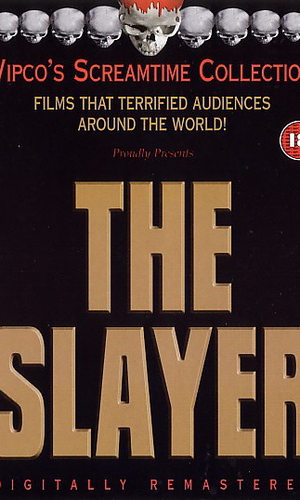 VIPCO'S SCREAMTIME COLLECTION
FILMS THAT TERRIFIED AUDIENCES
AROUND THE WORLD!
Proudly Presents
18
THE
SLAYER
DIGITALLY REMASTERED